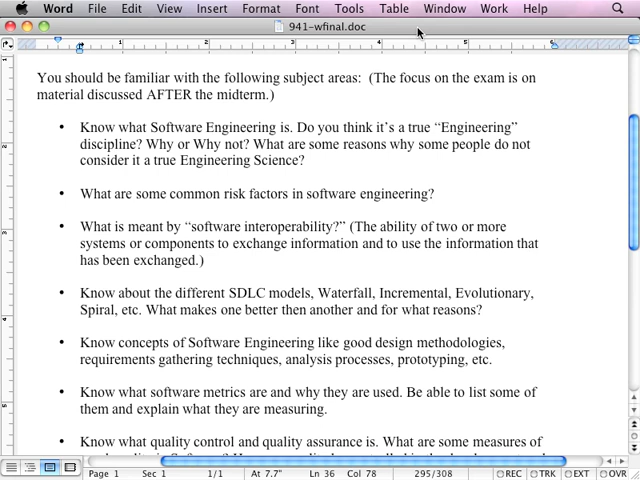 Word File Edit View Insert Format Font Tools Table Window Work Help
941-wfinal.doc
1 2 3 4 5 6
You should be familiar with the following subject areas: (The focus on the exam is on
material discussed AFTER the midterm.)
• Know what Software Engineering is. Do you think it's a true “Engineering”
discipline? Why or Why not? What are some reasons why some people do not
consider it a true Engineering Science?
• What are some common risk factors in software engineering?
• What is meant by “software interoperability?” (The ability of two or more
systems or components to exchange information and to use the information that
has been exchanged.)
• Know about the different SDLC models, Waterfall, Incremental, Evolutionary,
Spiral, etc. What makes one better then another and for what reasons?
• Know concepts of Software Engineering like good design methodologies,
requirements gathering techniques, analysis processes, prototyping, etc.
• Know what software metrics are and why they are used. Be able to list some of
them and explain what they are measuring.
• Know what quality control and quality assurance is. What are some measures of
Page 1 Sec 1 1/1 At 7.7" Ln 36 Col 78 295/308 REC TRK EXT OVR